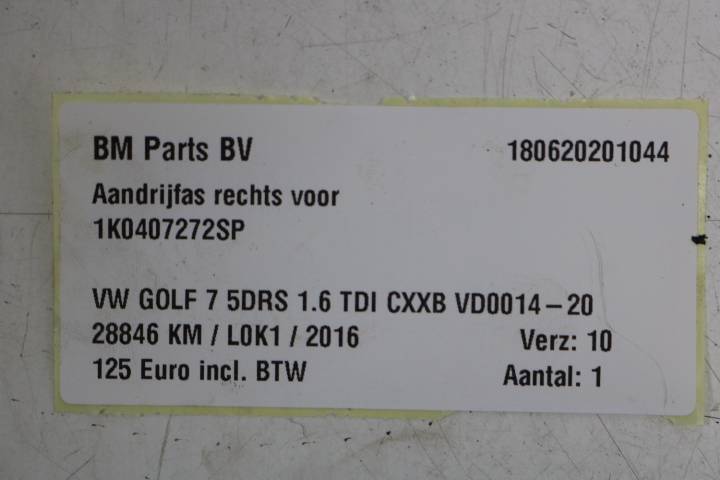 BM Parts BV 180620201044
Aandrijfas rechts voor
1K0407272SP
VW GOLF 7 5DRS 1.6 TDI CXXB VD0014-20
28846 KM / L0K1 / 2016 Verz: 10
125 Euro incl. BTW Aantal: 1